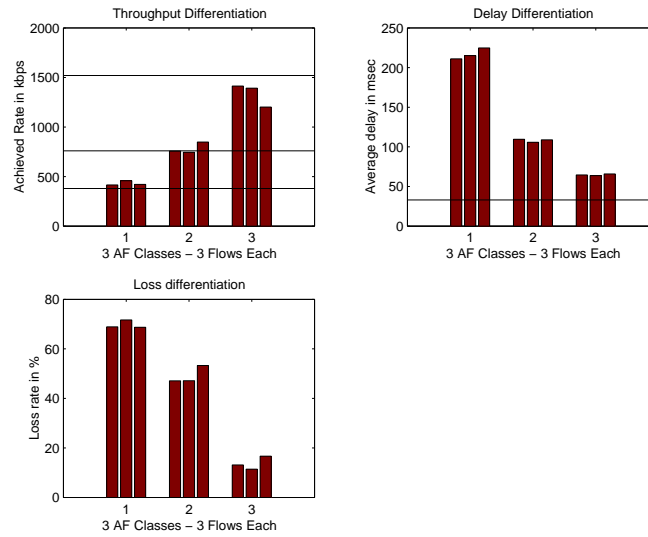 Throughput Differentiation
2000
1500
1000
500
0
Achieved Rate in kbps
1 2 3
3 AF Classes – 3 Flows Each
Delay Differentiation
250
200
150
100
50
0
Average delay in msec
1 2 3
3 AF Classes – 3 Flows Each
Loss differentiation
80
60
40
20
0
Loss rate in %
1 2 3
3 AF Classes – 3 Flows Each